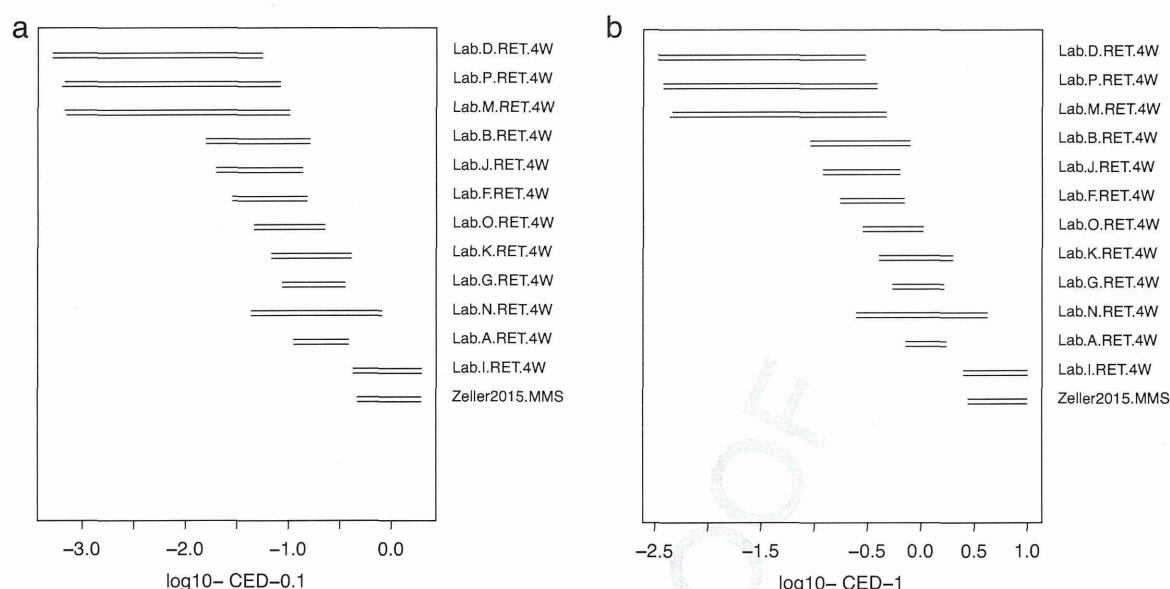 a
Lab.D.RET.4W
Lab.P.RET.4W
Lab.M.RET.4W
Lab.B.RET.4W
Lab.J.RET.4W
Lab.F.RET.4W
Lab.O.RET.4W
Lab.K.RET.4W
Lab.G.RET.4W
Lab.N.RET.4W
Lab.A.RET.4W
Lab.I.RET.4W
Zeller2015.MMS
−3.0 −2.0 −1.0 0.0
log10− CED−0.1
b
Lab.D.RET.4W
Lab.P.RET.4W
Lab.M.RET.4W
Lab.B.RET.4W
Lab.J.RET.4W
Lab.F.RET.4W
Lab.O.RET.4W
Lab.K.RET.4W
Lab.G.RET.4W
Lab.N.RET.4W
Lab.A.RET.4W
Lab.I.RET.4W
Zeller2015.MMS
−2.5 −1.5 −0.5 0.0 0.5 1.0
log10− CED−1
OOF